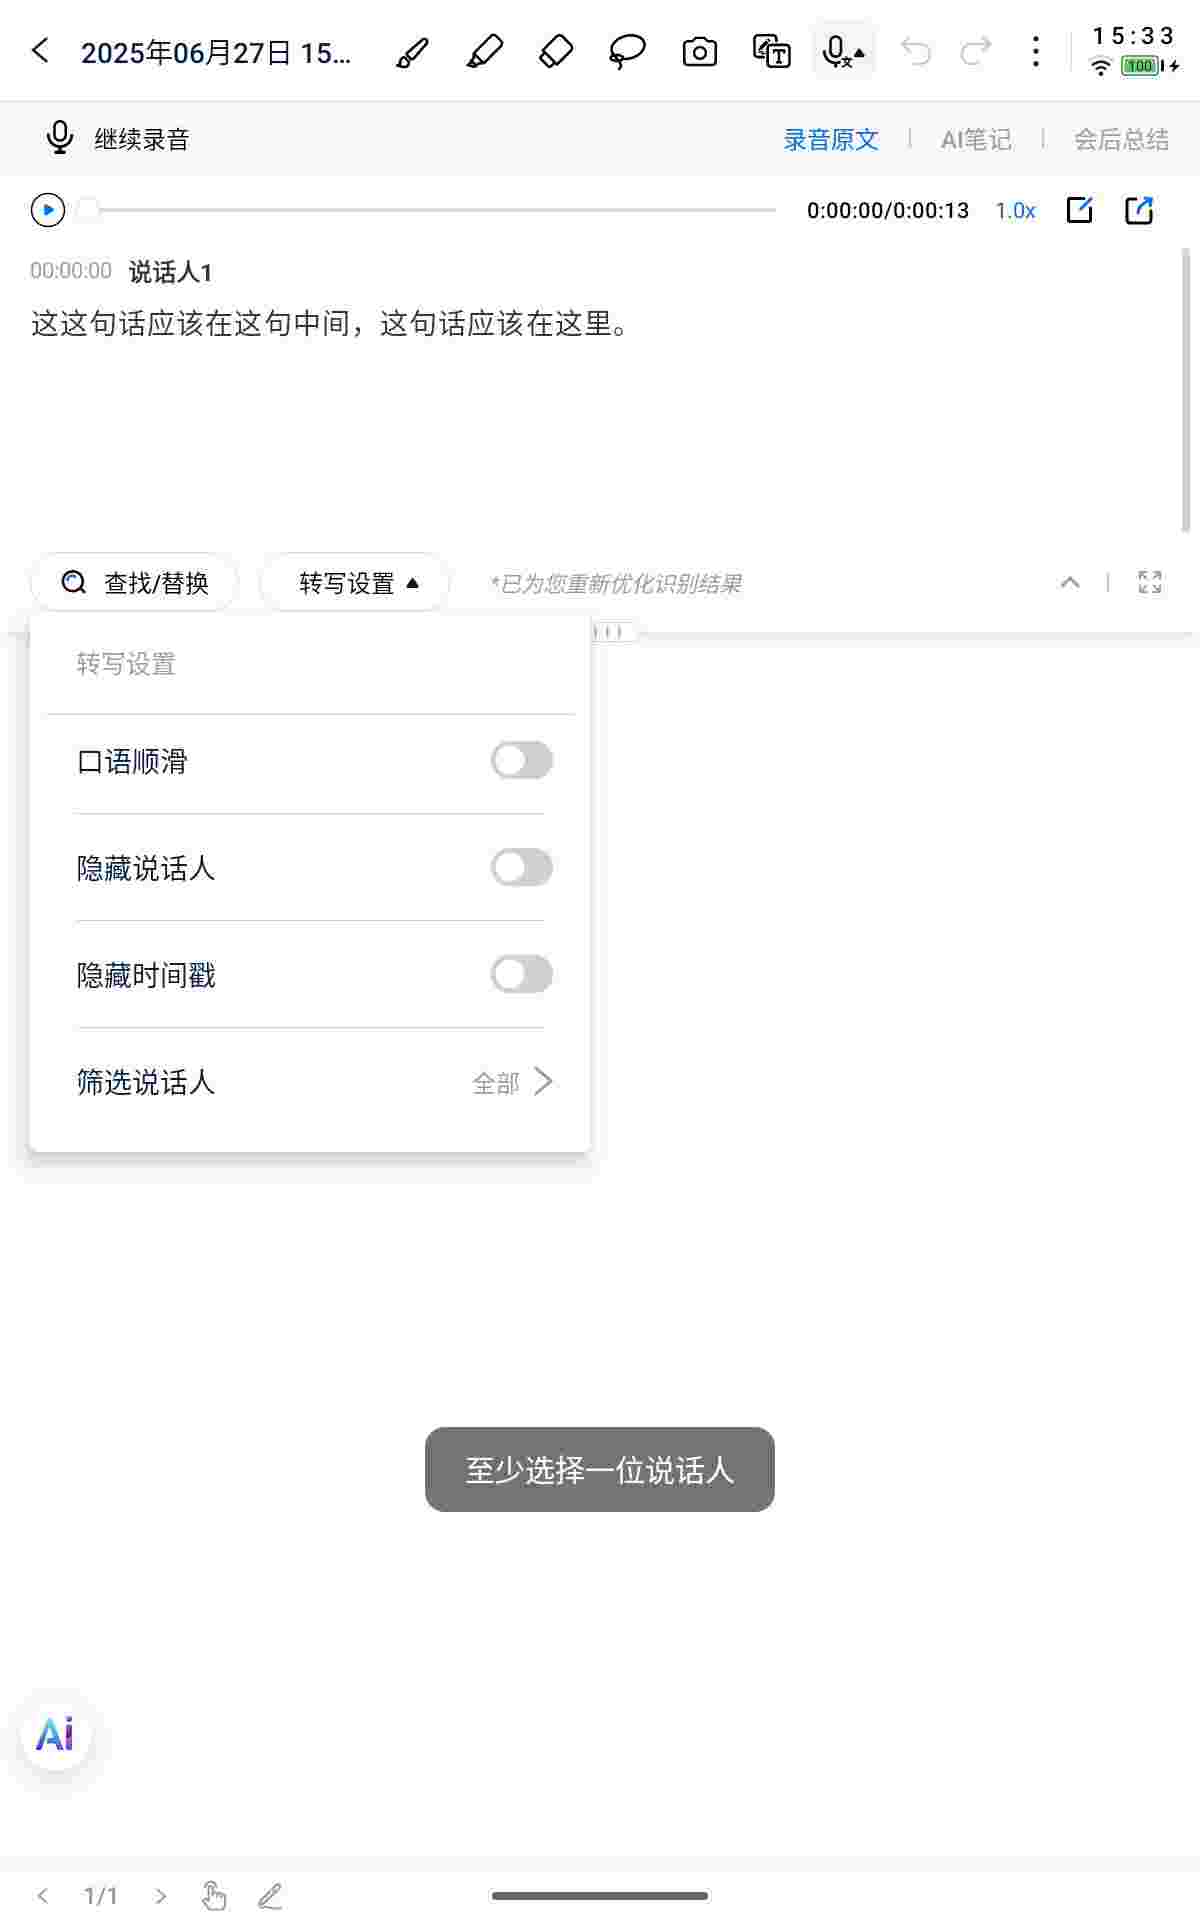 2025年06月27日 15...
15:33
100
继续录音
录音原文
AI笔记
会后总结
0:00:00/0:00:13
1.0x
00:00:00 说话人1
这这句话应该在这句中间，这句话应该在这里。
查找/替换
转写设置
*已为您重新优化识别结果
转写设置
口语顺滑
隐藏说话人
隐藏时间戳
筛选说话人
全部
至少选择一位说话人
Ai
1/1